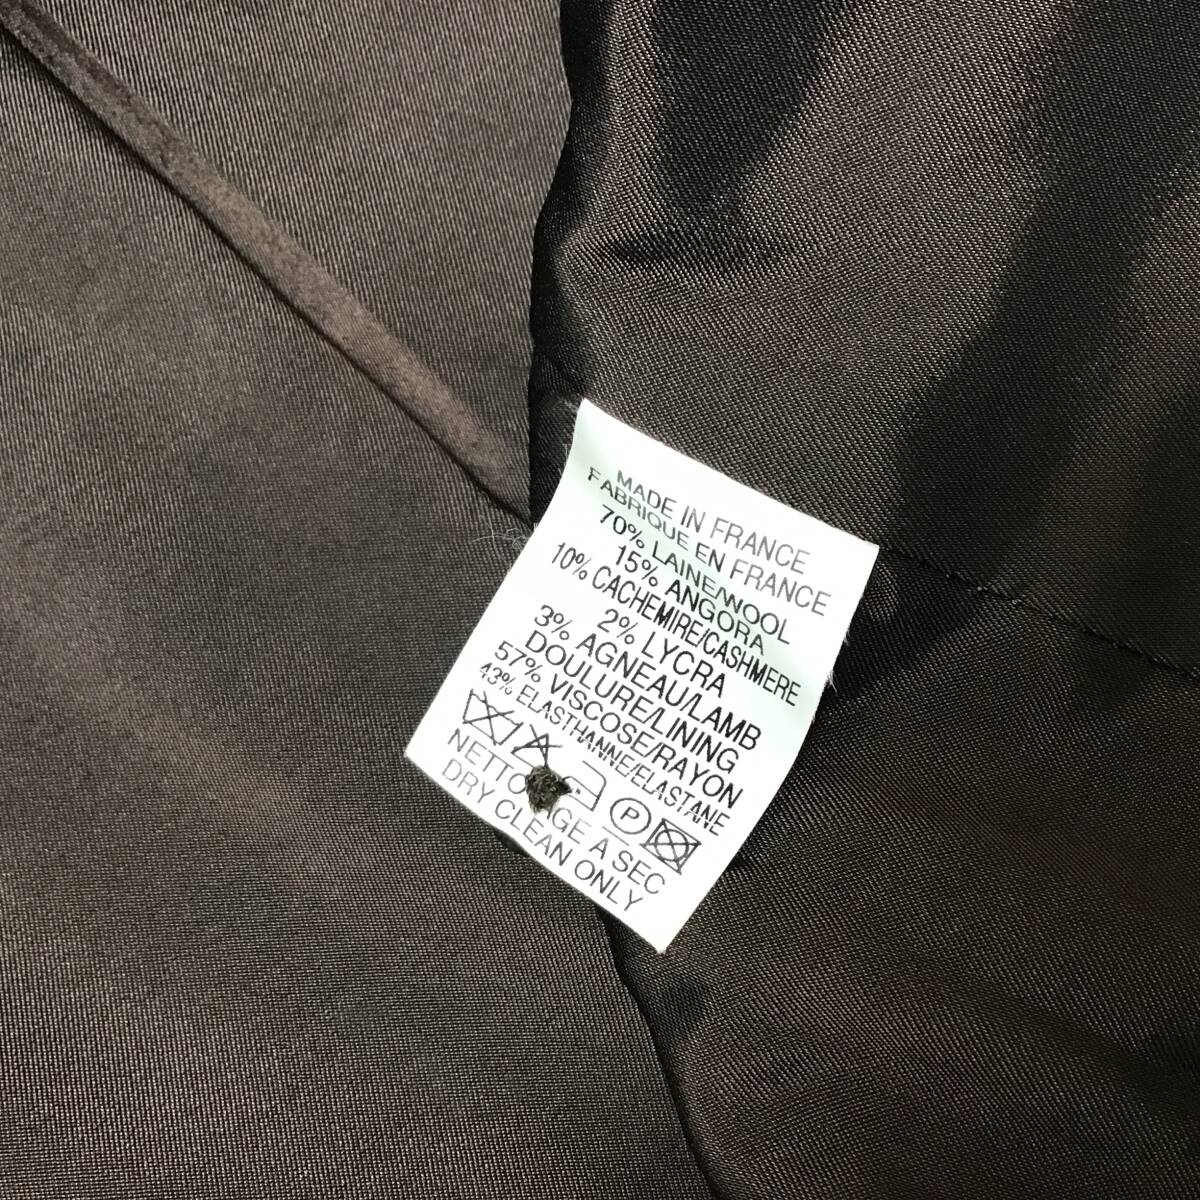 MADE IN FRANCE
FABRIQUE EN FRANCE
70% LAINE/WOOL
15% ANGORA
10% CACHEMIRE/CASHMERE
2% LYCRA
3% AGNEAU/LAMB
DOULURE/LINING
57% VISCOSE/RAYON
43% ELASTHANNE/ELASTANE
P
NETTOYAGE A SEC
DRY CLEAN ONLY